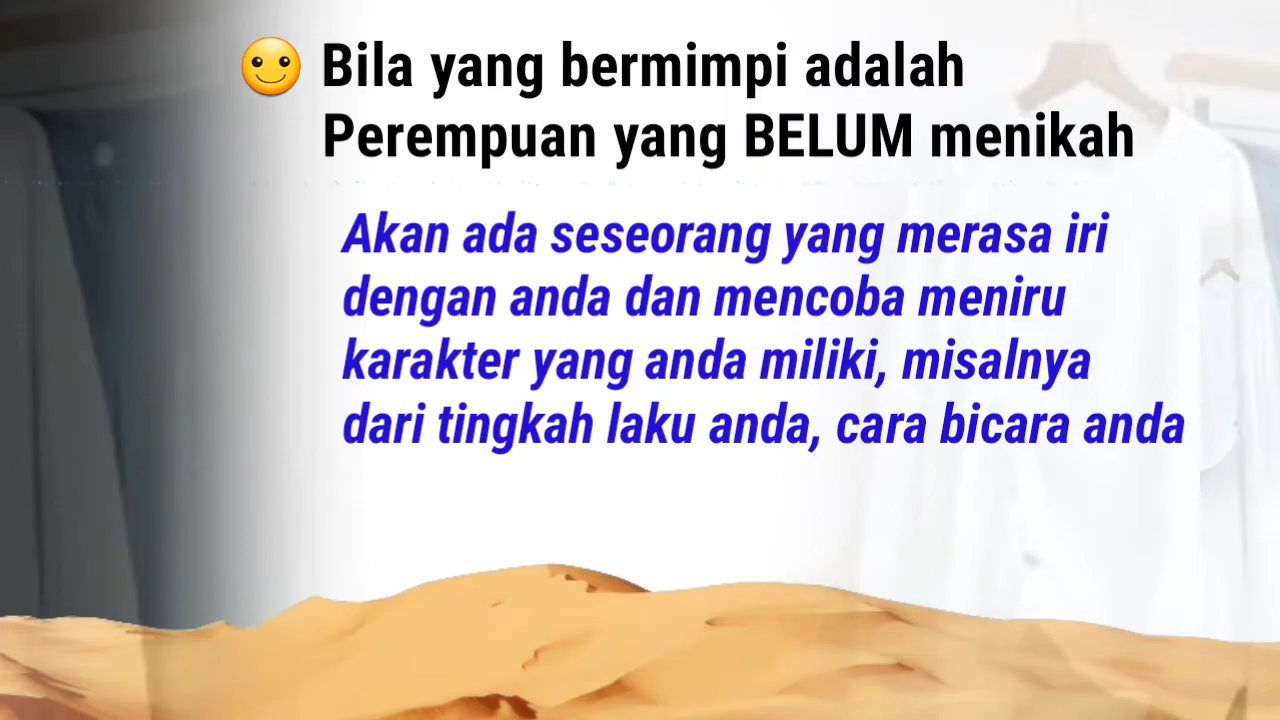 Bila yang bermimpi adalah
Perempuan yang BELUM menikah
Akan ada seseorang yang merasa iri
dengan anda dan mencoba meniru
karakter yang anda miliki, misalnya
dari tingkah laku anda, cara bicara anda